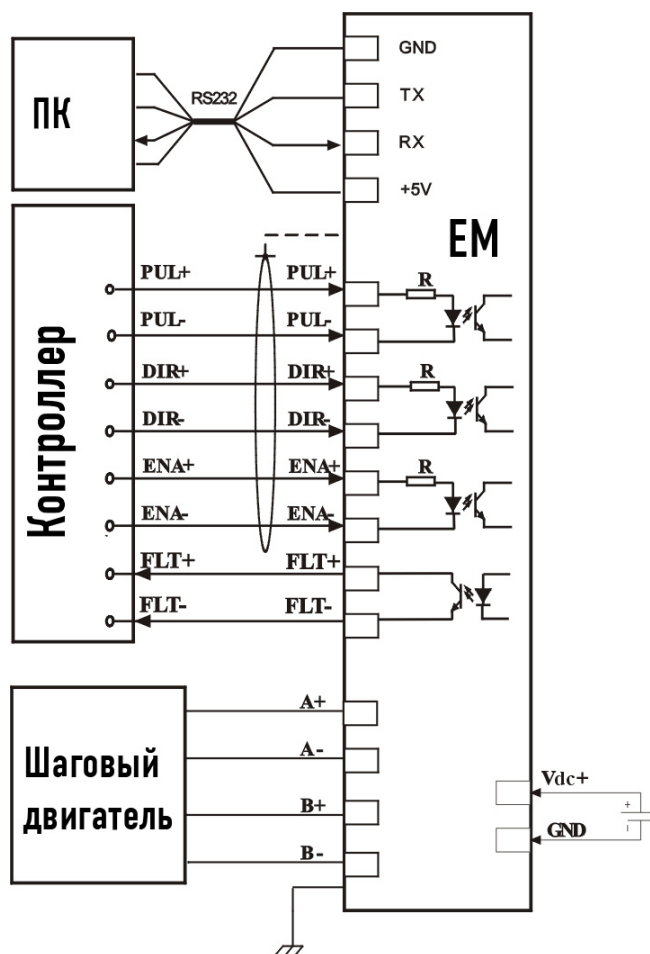 GND
ПК
RS232
TX
RX
+5V
EM
PUL+ PUL+ R
PUL- PUL-
DIR+ DIR+ R
DIR- DIR-
ENA+ ENA+ R
ENA- ENA-
FLT+ FLT+
FLT- FLT-
Контроллер
A+
Шаговый
двигатель
A-
B+
B-
Vdc+
+
-
GND